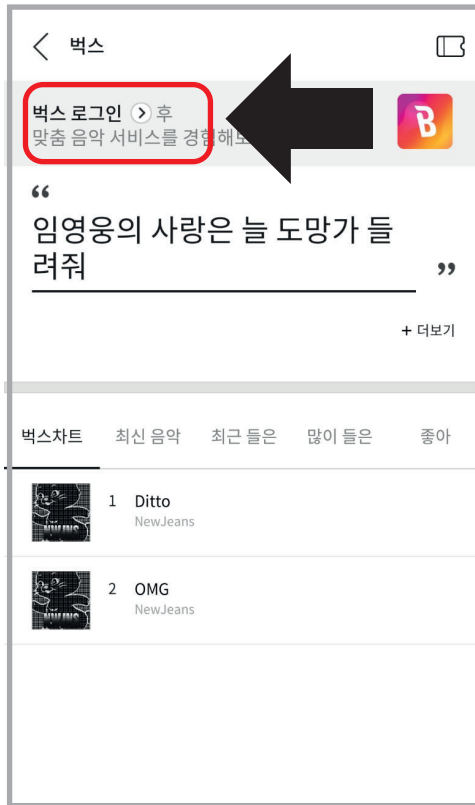 벅스
벅스 로그인 후
맞춤 음악 서비스를 경험해보
“
임영웅의 사랑은 늘 도망가 들
려줘
”
+ 더보기
벅스차트 최신 음악 최근 들은 많이 들은 좋아
1 Ditto
NewJeans
2 OMG
NewJeans